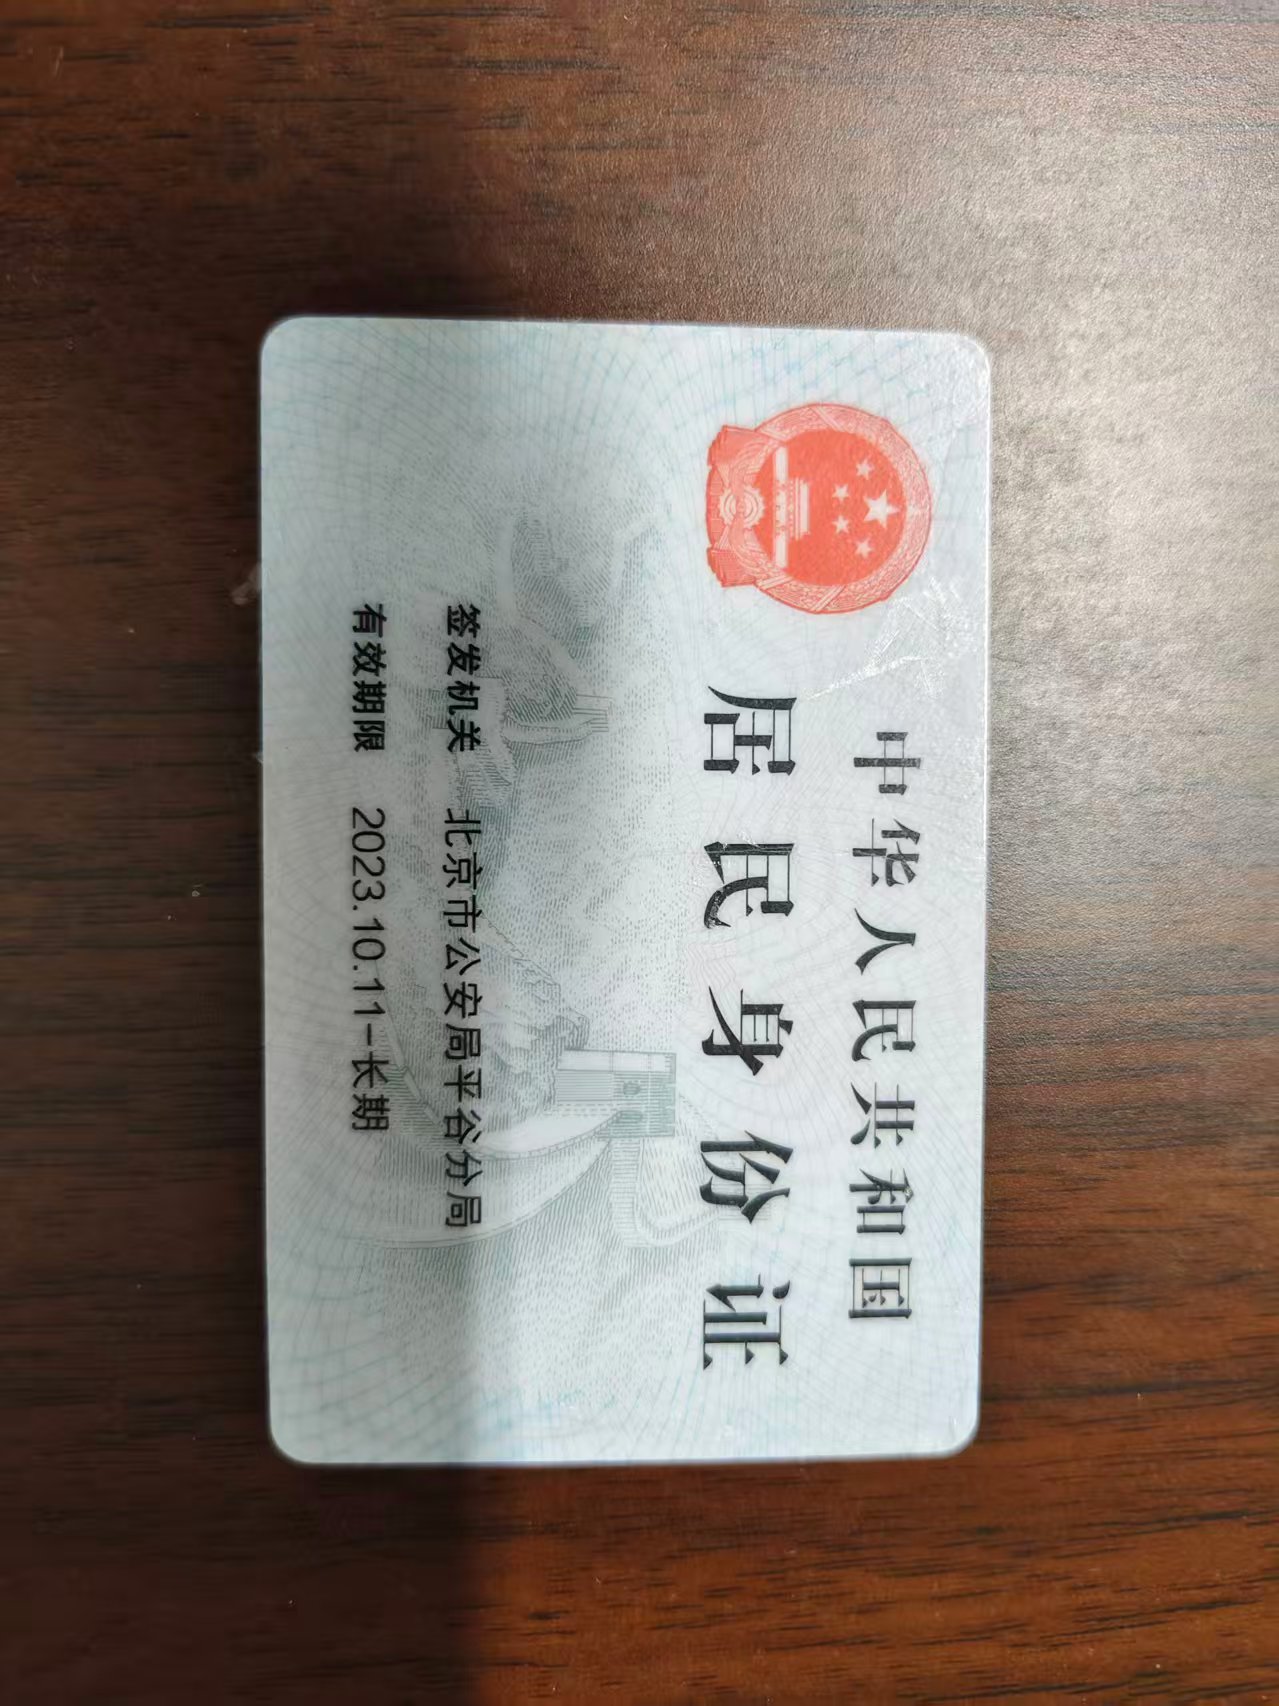 中华人民共和国
居民身份证
签发机关 北京市公安局平谷分局
有效期限 2023.10.11-长期